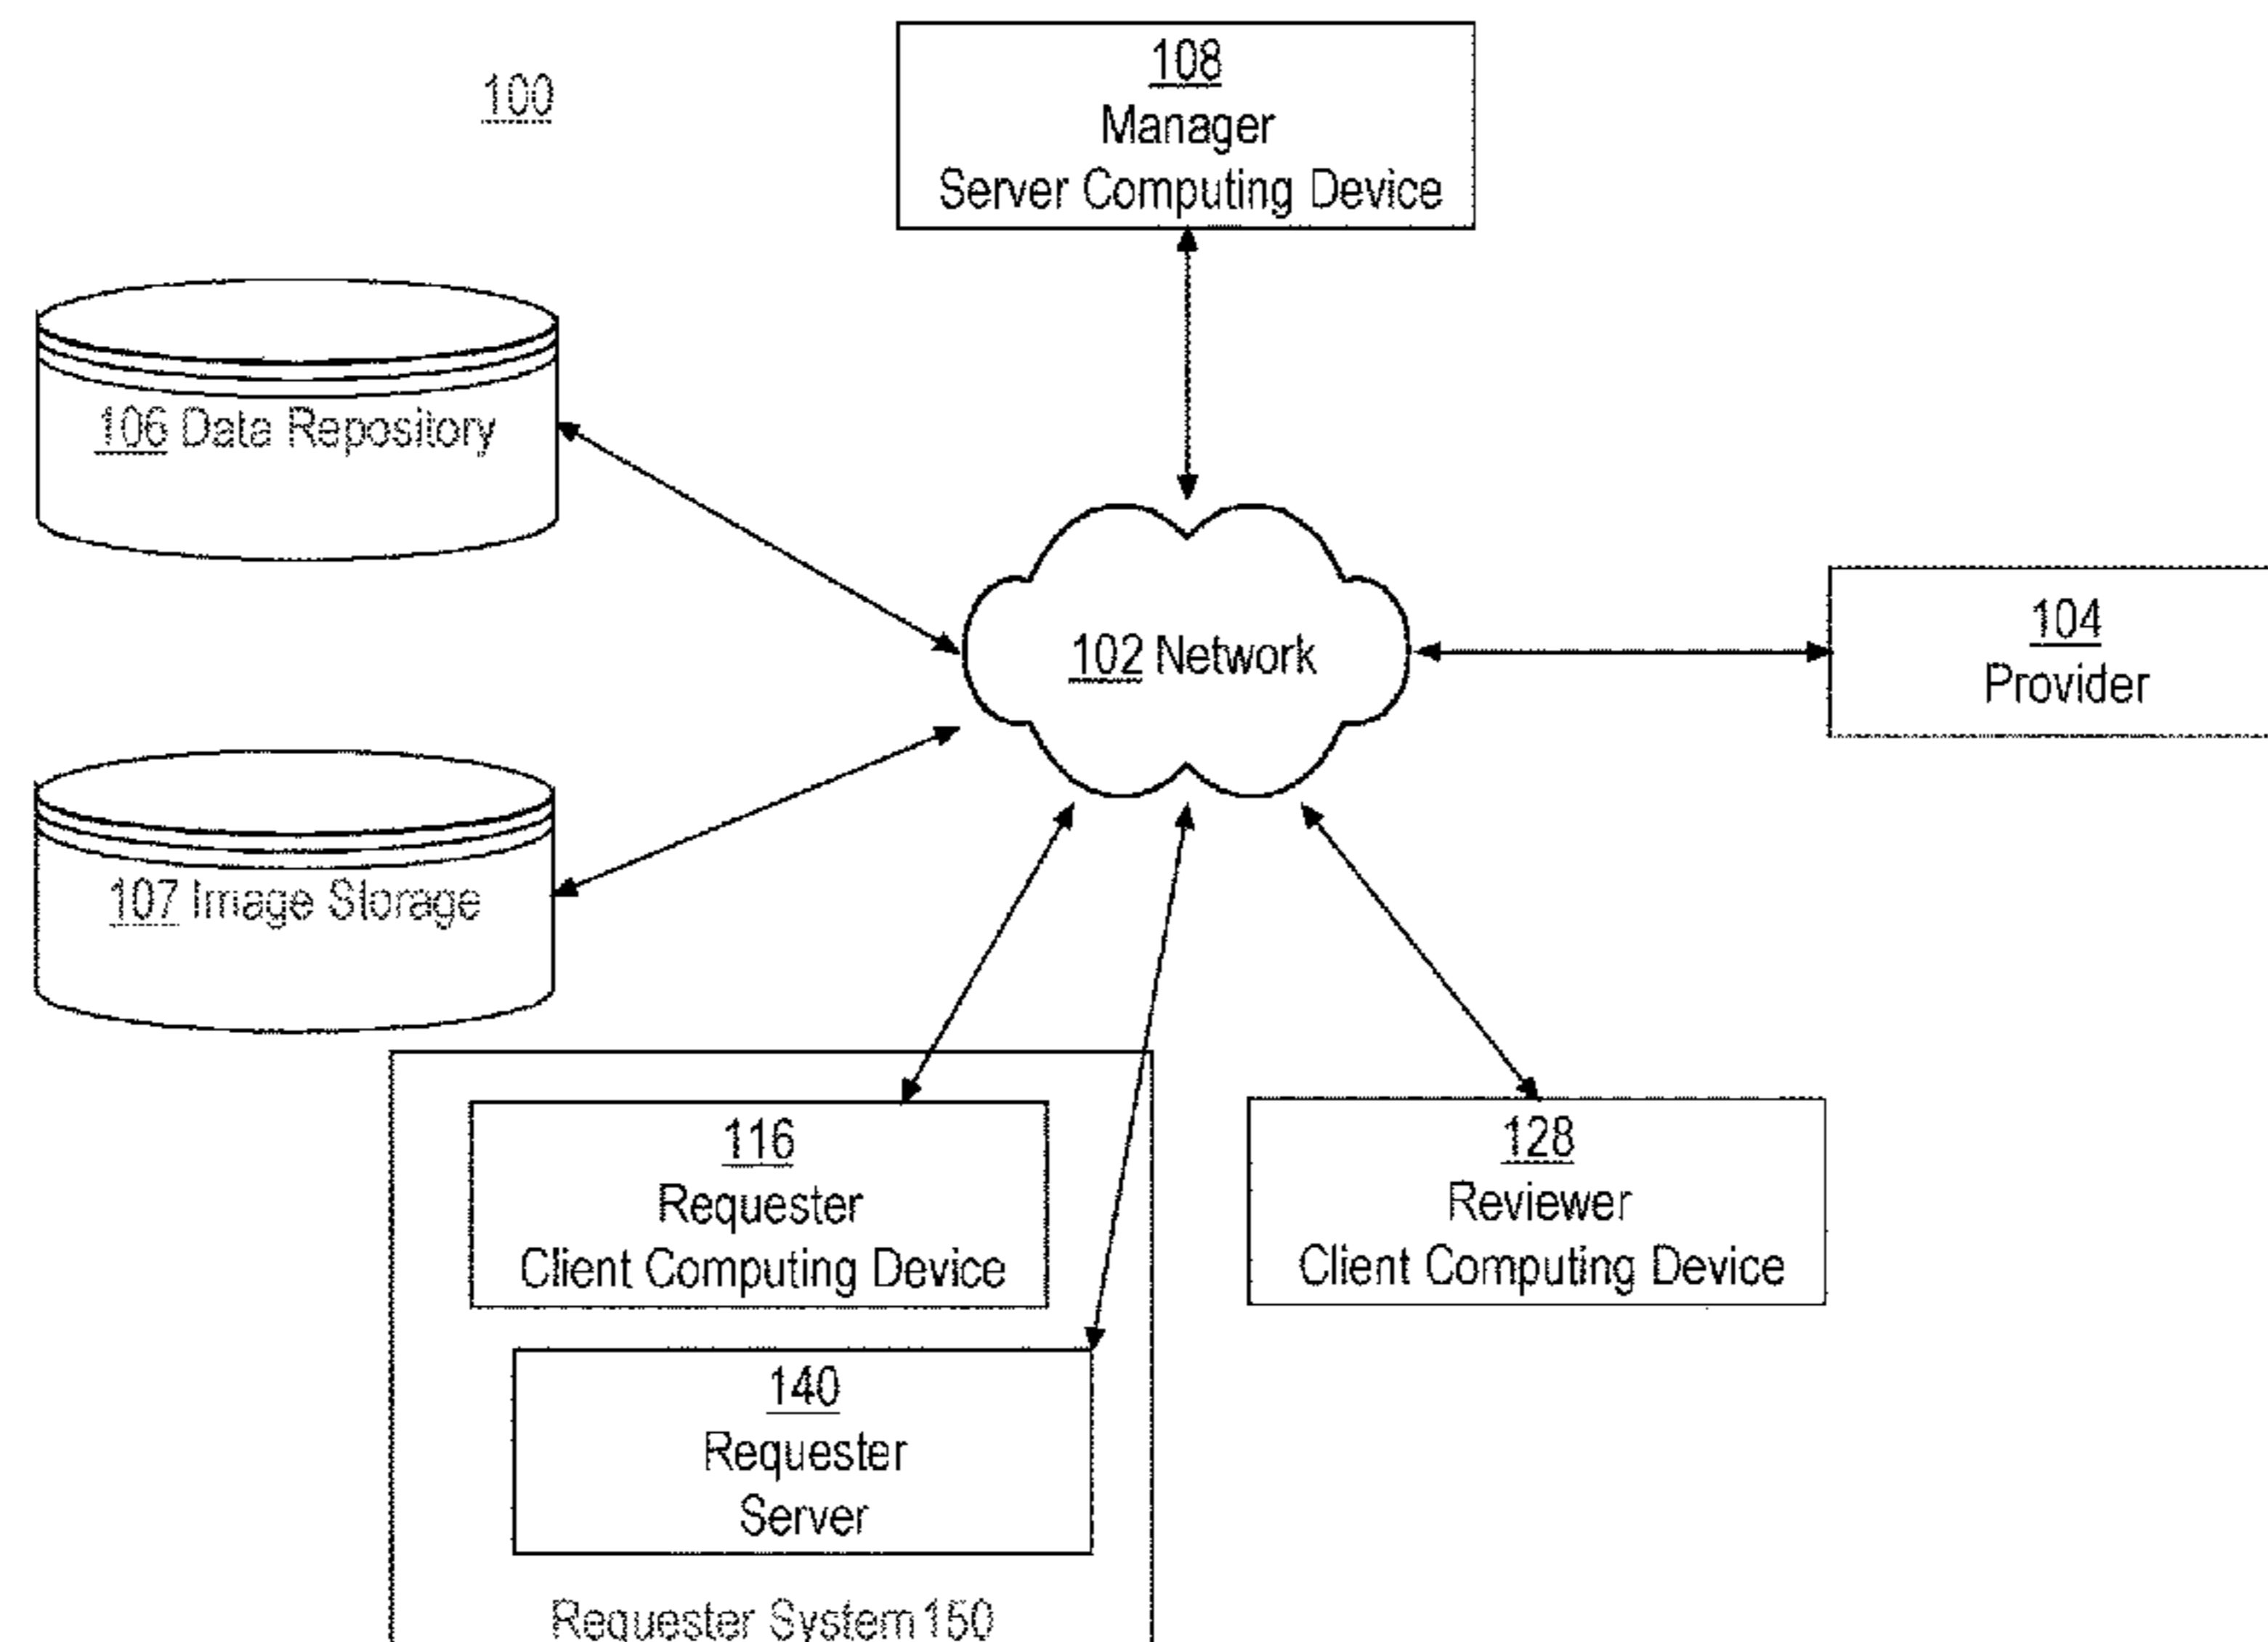 100
108
Manager
Server Computing Device
106 Data Repository
102 Network
104
Provider
107 Image Storage
116
Requester
Client Computing Device
128
Reviewer
Client Computing Device
140
Requester
Server
Requester System 150